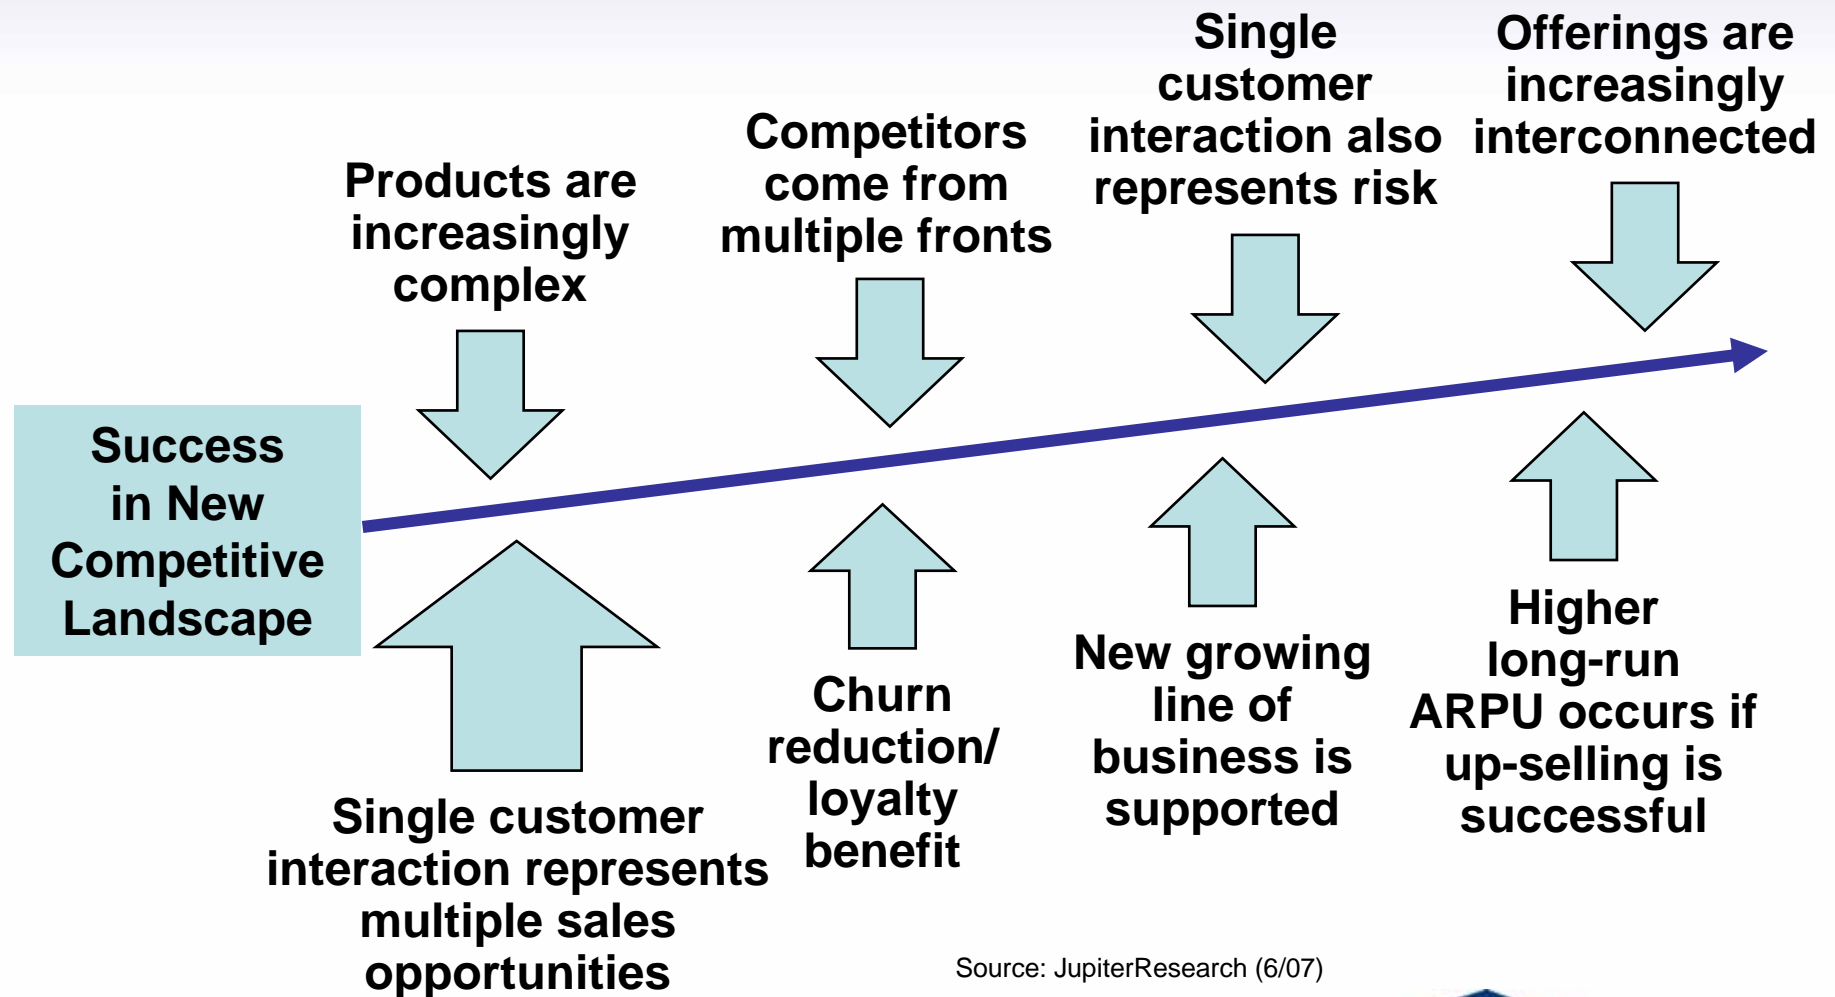 Single
customer
interaction also
represents risk
Offerings are
increasingly
interconnected
Competitors
come from
multiple fronts
Products are
increasingly
complex
Success
in New
Competitive
Landscape
Single customer
interaction represents
multiple sales
opportunities
Churn
reduction/
loyalty
benefit
New growing
line of
business is
supported
Higher
long-run
ARPU occurs if
up-selling is
successful
Source: JupiterResearch (6/07)